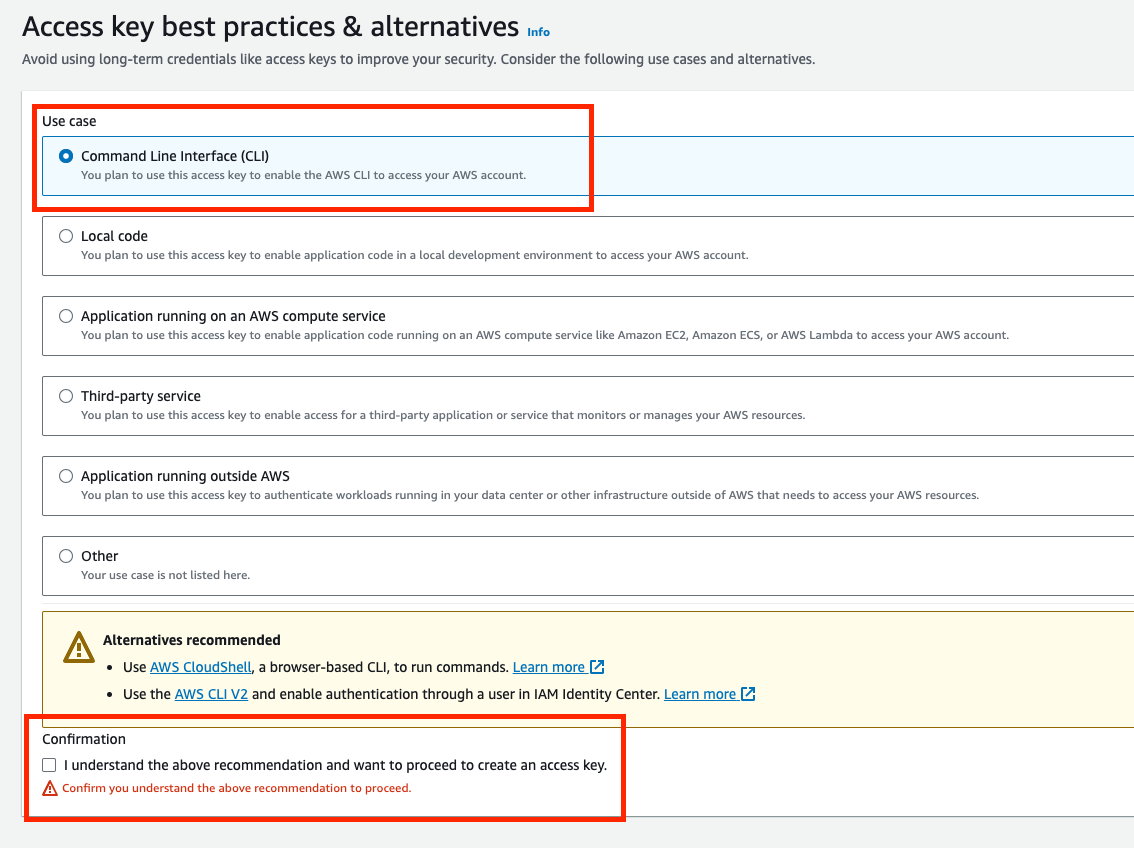 Access key best practices & alternatives Info
Avoid using long-term credentials like access keys to improve your security. Consider the following use cases and alternatives.
Use case
Command Line Interface (CLI)
You plan to use this access key to enable the AWS CLI to access your AWS account.
Local code
You plan to use this access key to enable application code in a local development environment to access your AWS account.
Application running on an AWS compute service
You plan to use this access key to enable application code running on an AWS compute service like Amazon EC2, Amazon ECS, or AWS Lambda to access your AWS account.
Third-party service
You plan to use this access key to enable access for a third-party application or service that monitors or manages your AWS resources.
Application running outside AWS
You plan to use this access key to authenticate workloads running in your data center or other infrastructure outside of AWS that needs to access your AWS resources.
Other
Your use case is not listed here.
Alternatives recommended
• Use AWS CloudShell, a browser-based CLI, to run commands. Learn more
• Use the AWS CLI V2 and enable authentication through a user in IAM Identity Center. Learn more
Confirmation
I understand the above recommendation and want to proceed to create an access key.
Confirm you understand the above recommendation to proceed.